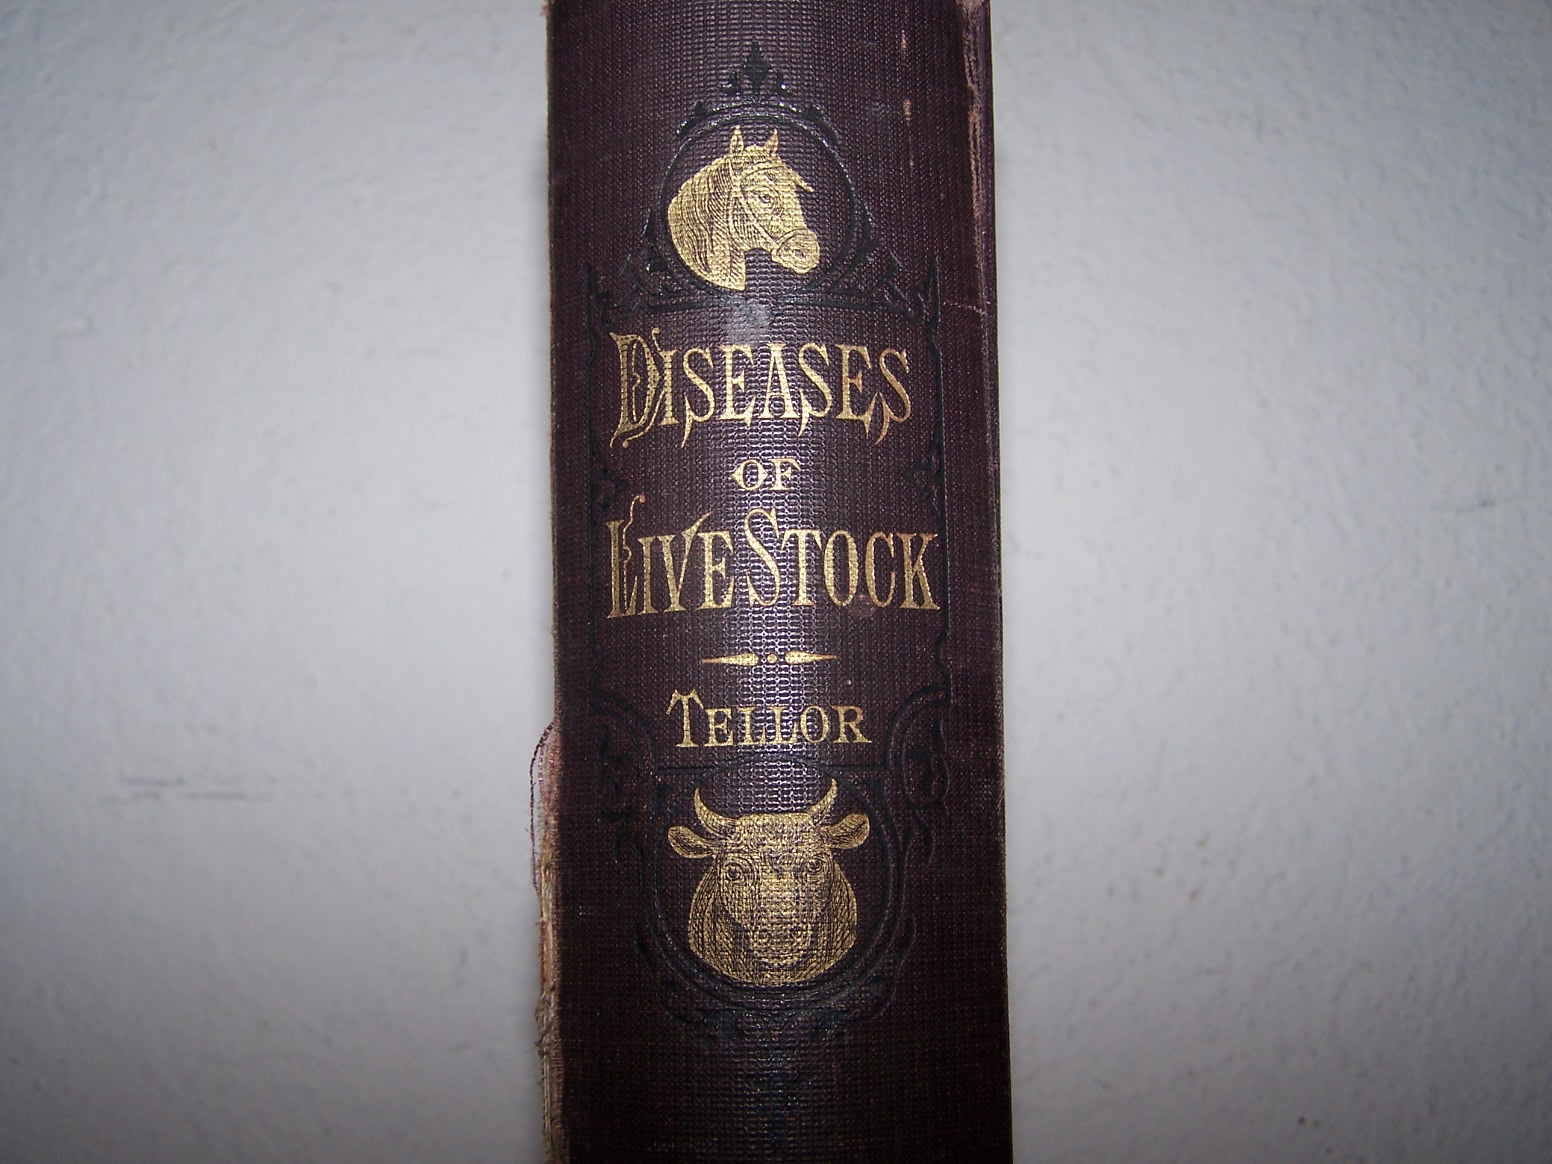 DISEASES
OF
LIVE STOCK
TELLOR